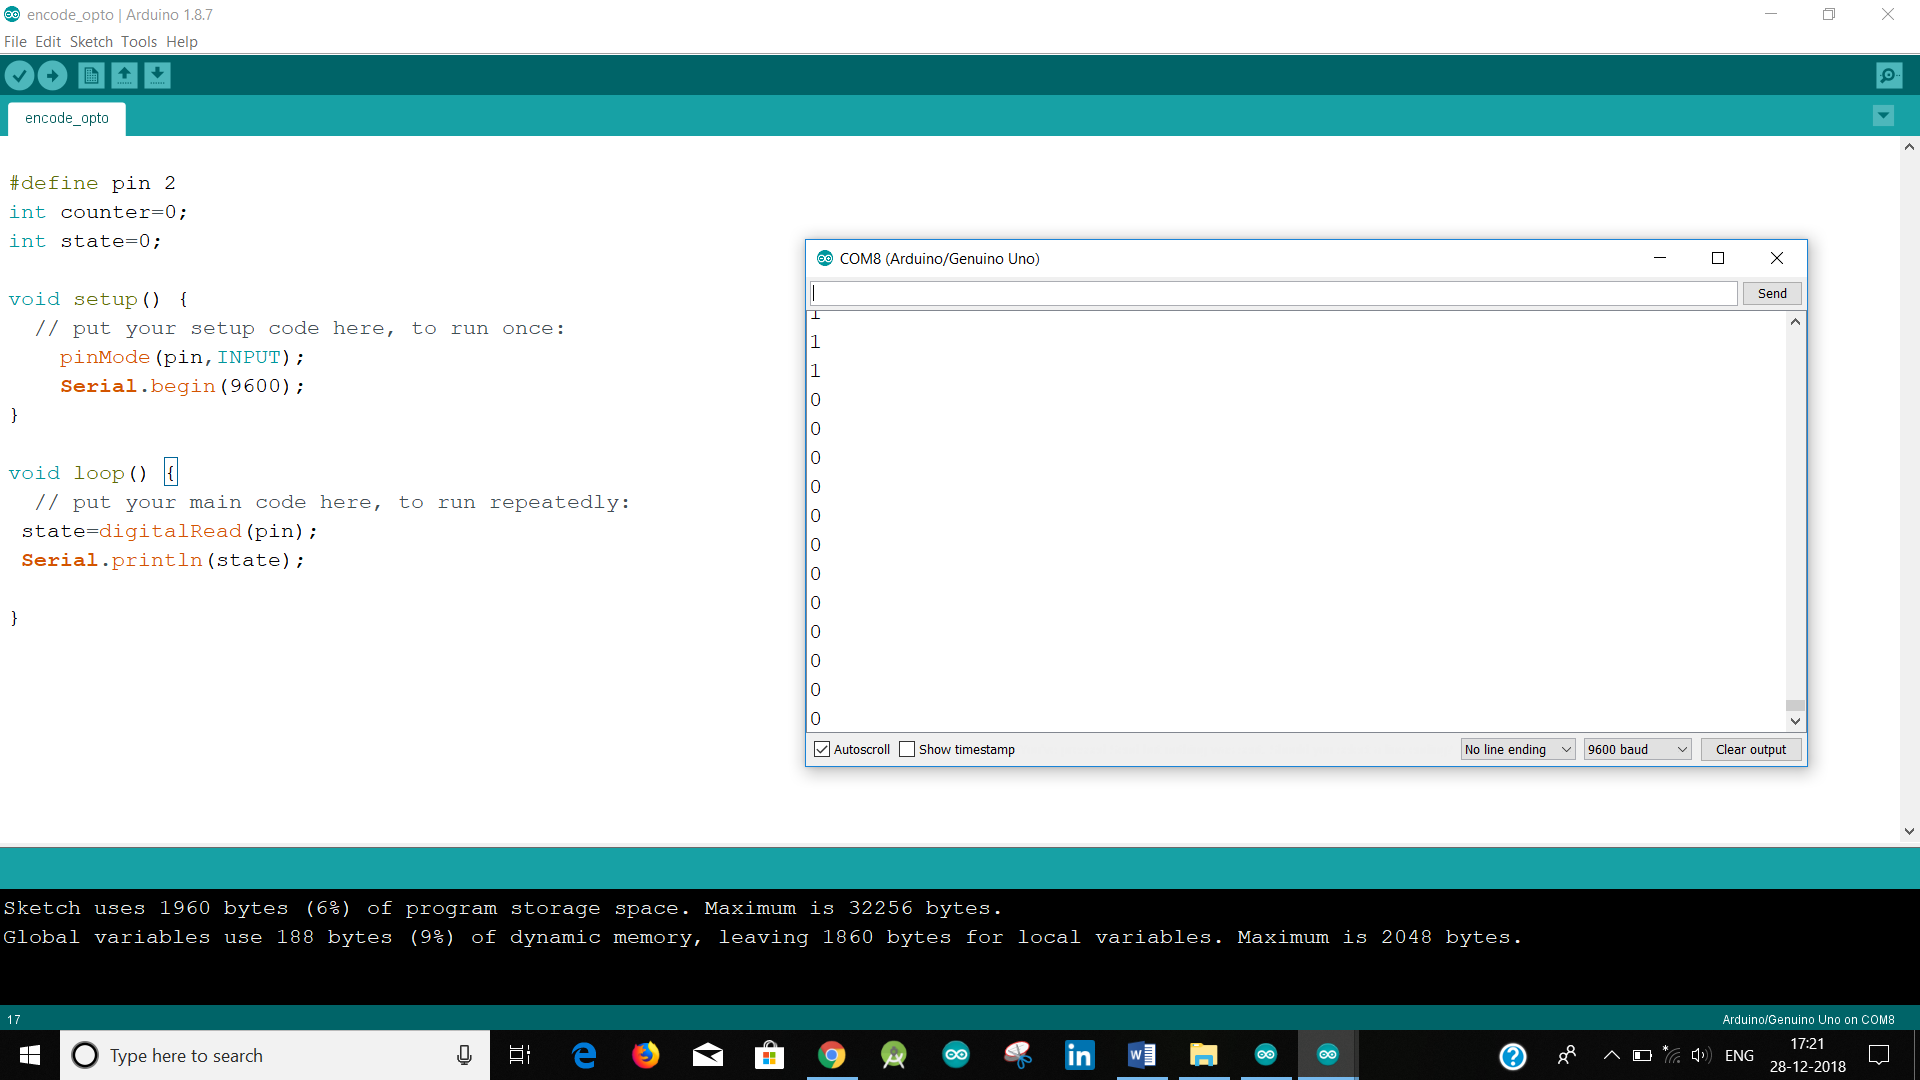 encode_opto | Arduino 1.8.7
File Edit Sketch Tools Help
encode_opto
#define pin 2
int counter=0;
int state=0;
void setup() {
  // put your setup code here, to run once:
    pinMode(pin,INPUT);
    Serial.begin(9600);
}
void loop() {
  // put your main code here, to run repeatedly:
 state=digitalRead(pin);
 Serial.println(state);
}
COM8 (Arduino/Genuino Uno)
Send
1
1
1
0
0
0
0
0
0
0
0
0
0
0
0
Autoscroll Show timestamp No line ending 9600 baud Clear output
Sketch uses 1960 bytes (6%) of program storage space. Maximum is 32256 bytes.
Global variables use 188 bytes (9%) of dynamic memory, leaving 1860 bytes for local variables. Maximum is 2048 bytes.
17 Arduino/Genuino Uno on COM8
Type here to search ENG 17:21
28-12-2018